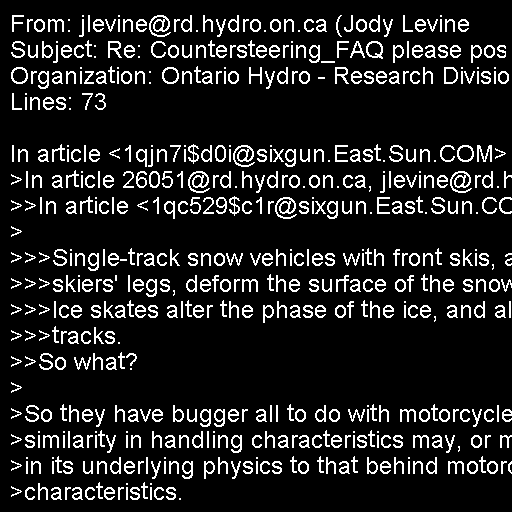 From: jlevine@rd.hydro.on.ca (Jody Levine
Subject: Re: Countersteering_FAQ please pos
Organization: Ontario Hydro - Research Divisio
Lines: 73

In article <1qjn7i$d0i@sixgun.East.Sun.COM>
>In article 26051@rd.hydro.on.ca, jlevine@rd.h
>>In article <1qc529$c1r@sixgun.East.Sun.CO
>
>>>Single-track snow vehicles with front skis, a
>>>skiers' legs, deform the surface of the snow
>>>Ice skates alter the phase of the ice, and al
>>>tracks.
>>So what?
>
>So they have bugger all to do with motorcycle
>similarity in handling characteristics may, or m
>in its underlying physics to that behind motorc
>characteristics.